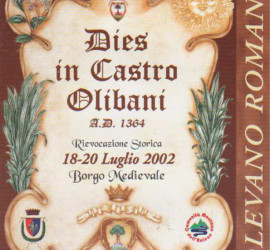 Dies
in Castro
Olibani
A.D. 1364
Rievocazione Storica
18-20 Luglio 2002
Borgo Medievale
LEVANO ROMANO